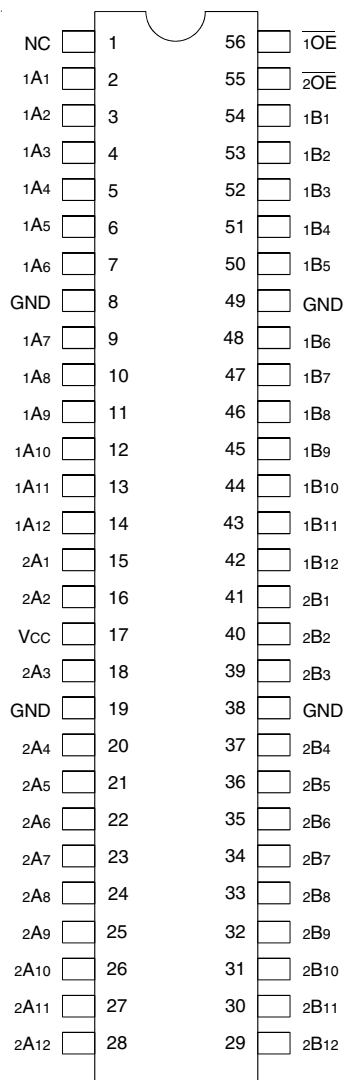 NC 1 56 1OE
1A1 2 55 2OE
1A2 3 54 1B1
1A3 4 53 1B2
1A4 5 52 1B3
1A5 6 51 1B4
1A6 7 50 1B5
GND 8 49 GND
1A7 9 48 1B6
1A8 10 47 1B7
1A9 11 46 1B8
1A10 12 45 1B9
1A11 13 44 1B10
1A12 14 43 1B11
2A1 15 42 1B12
2A2 16 41 2B1
VCC 17 40 2B2
2A3 18 39 2B3
GND 19 38 GND
2A4 20 37 2B4
2A5 21 36 2B5
2A6 22 35 2B6
2A7 23 34 2B7
2A8 24 33 2B8
2A9 25 32 2B9
2A10 26 31 2B10
2A11 27 30 2B11
2A12 28 29 2B12